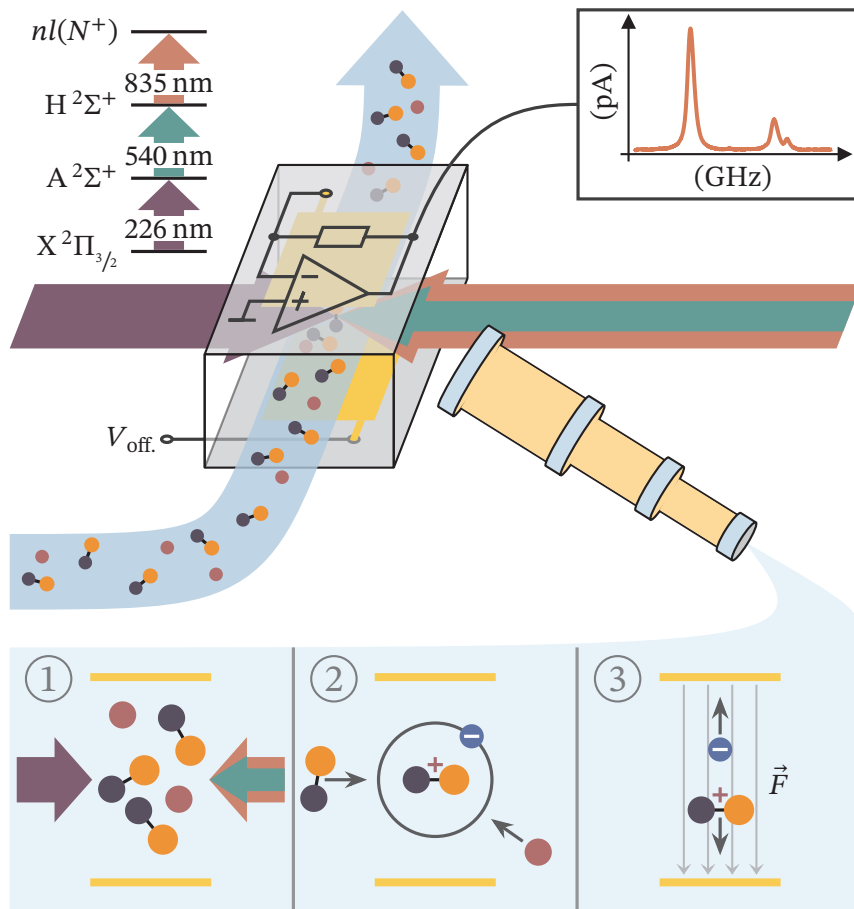 nl(N⁺)
835 nm
H ²Σ⁺
540 nm
A ²Σ⁺
226 nm
X ²Π₃/₂
(pA)
(GHz)
−
+
V_off.
1
2
3
−
+
−
+
F⃗